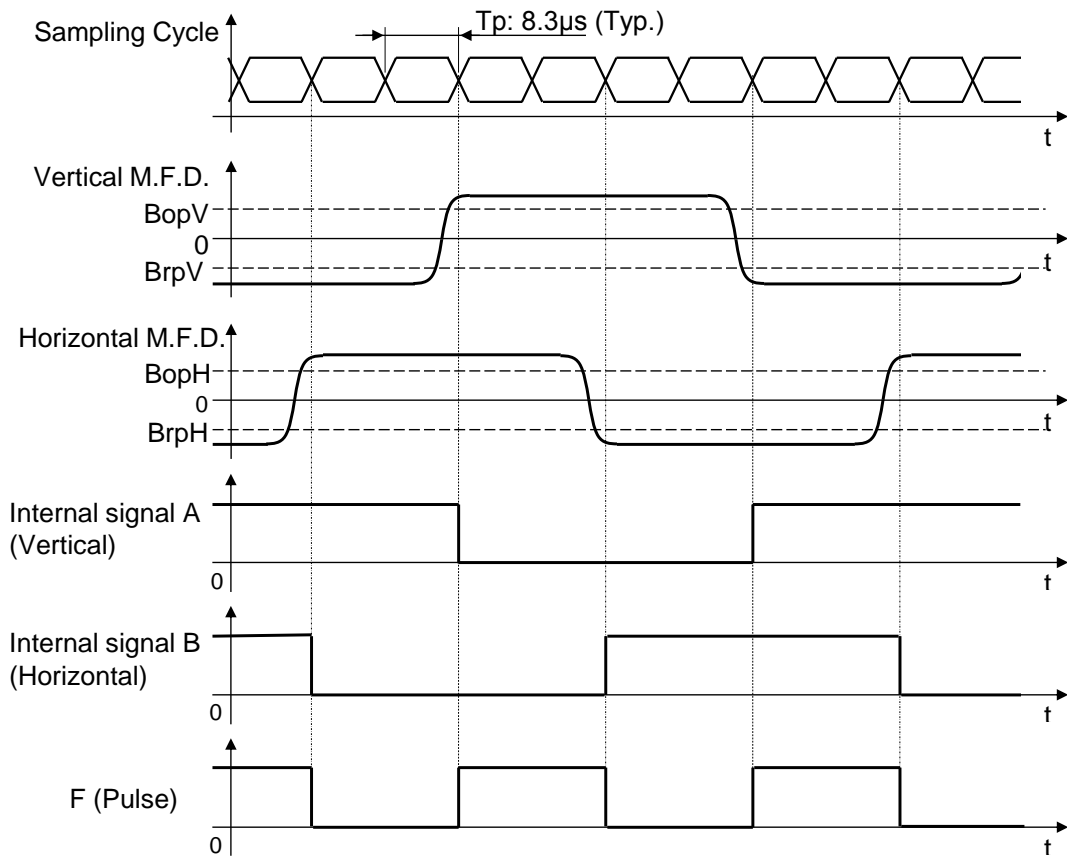 Tp: 8.3µs (Typ.)
Sampling Cycle
t
Vertical M.F.D.
BopV
0
t
BrpV
Horizontal M.F.D.
BopH
0
t
BrpH
Internal signal A
(Vertical)
0
t
Internal signal B
(Horizontal)
0
t
F (Pulse)
0
t